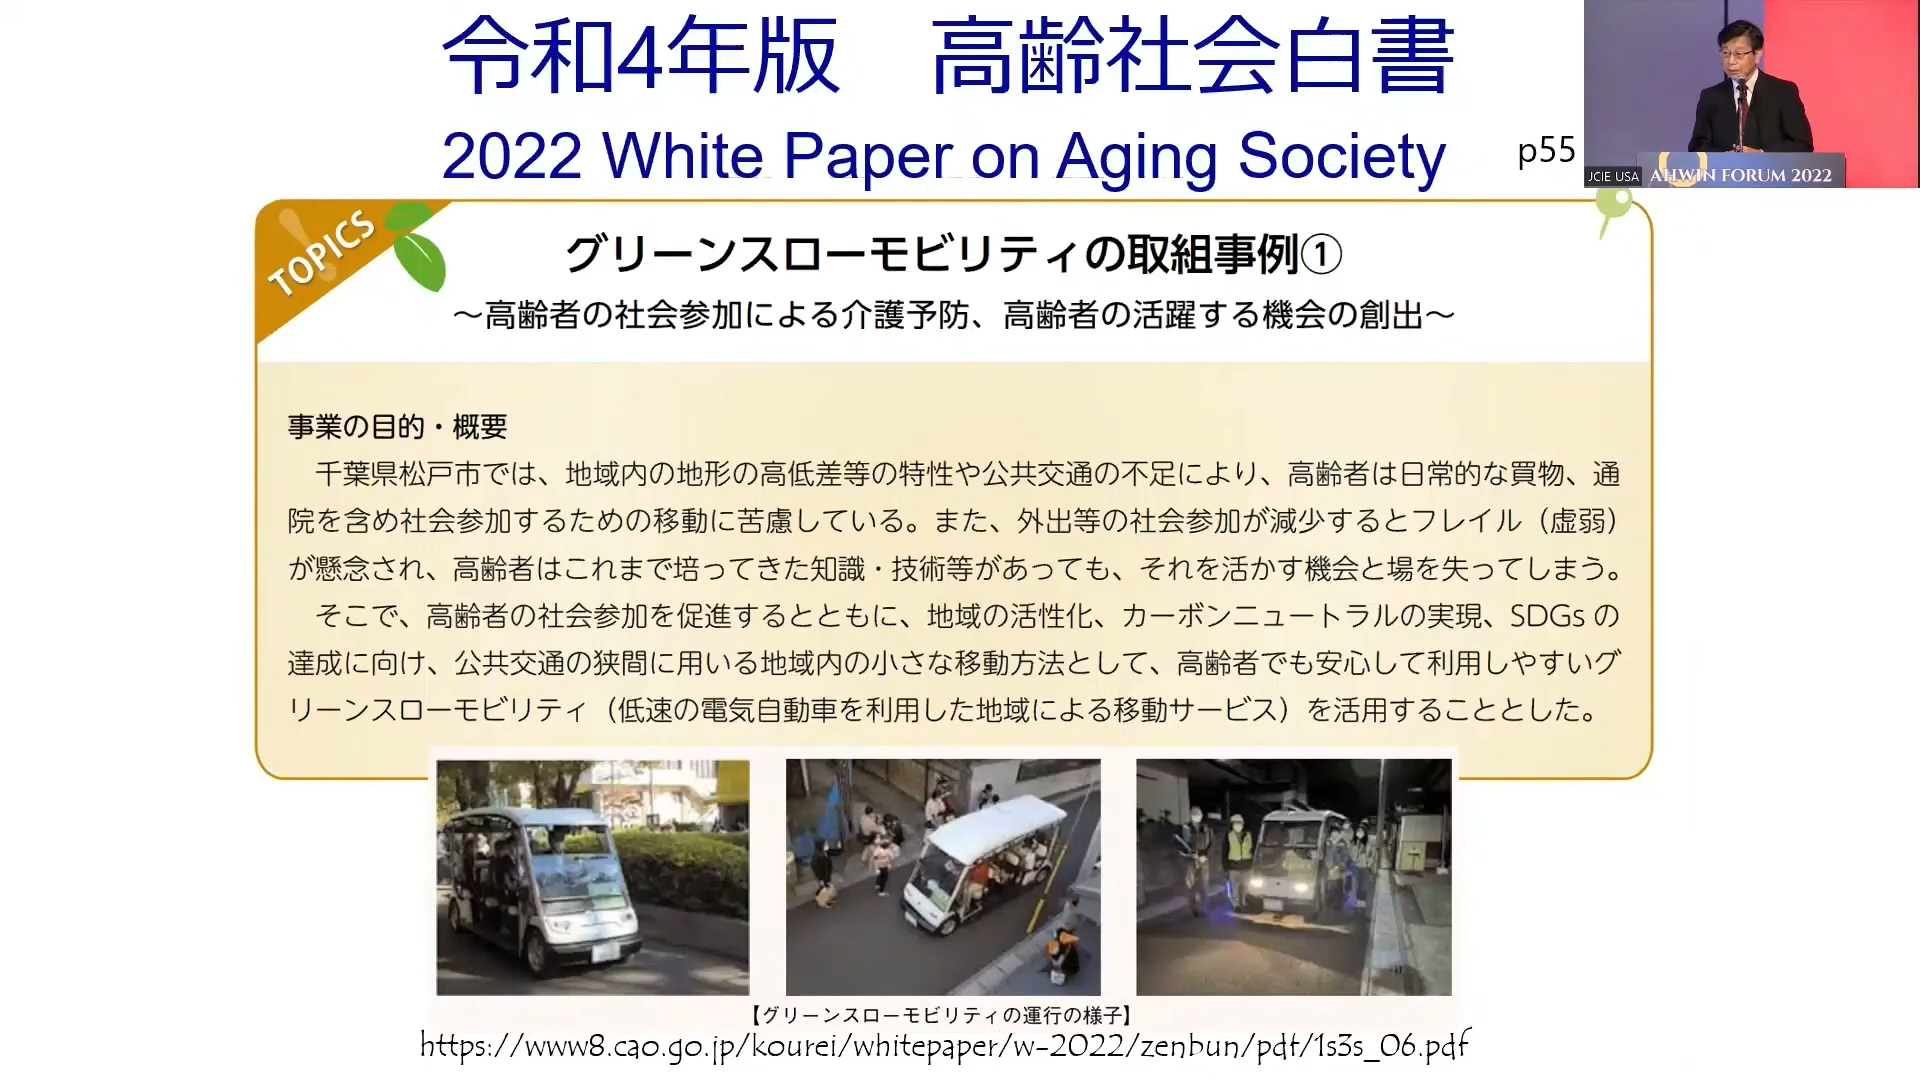 令和4年版　高齢社会白書
2022 White Paper on Aging Society
p55
JCIE USA
AHWIN FORUM 2022
TOPICS
グリーンスローモビリティの取組事例①
～高齢者の社会参加による介護予防、高齢者の活躍する機会の創出～
事業の目的・概要
千葉県松戸市では、地域内の地形の高低差等の特性や公共交通の不足により、高齢者は日常的な買物、通
院を含め社会参加するための移動に苦慮している。また、外出等の社会参加が減少するとフレイル（虚弱）
が懸念され、高齢者はこれまで培ってきた知識・技術等があっても、それを活かす機会と場を失ってしまう。
そこで、高齢者の社会参加を促進するとともに、地域の活性化、カーボンニュートラルの実現、SDGs の
達成に向け、公共交通の狭間に用いる地域内の小さな移動方法として、高齢者でも安心して利用しやすいグ
リーンスローモビリティ（低速の電気自動車を利用した地域による移動サービス）を活用することとした。
【グリーンスローモビリティの運行の様子】
https://www8.cao.go.jp/kourei/whitepaper/w-2022/zenbun/pdf/1s3s_06.pdf